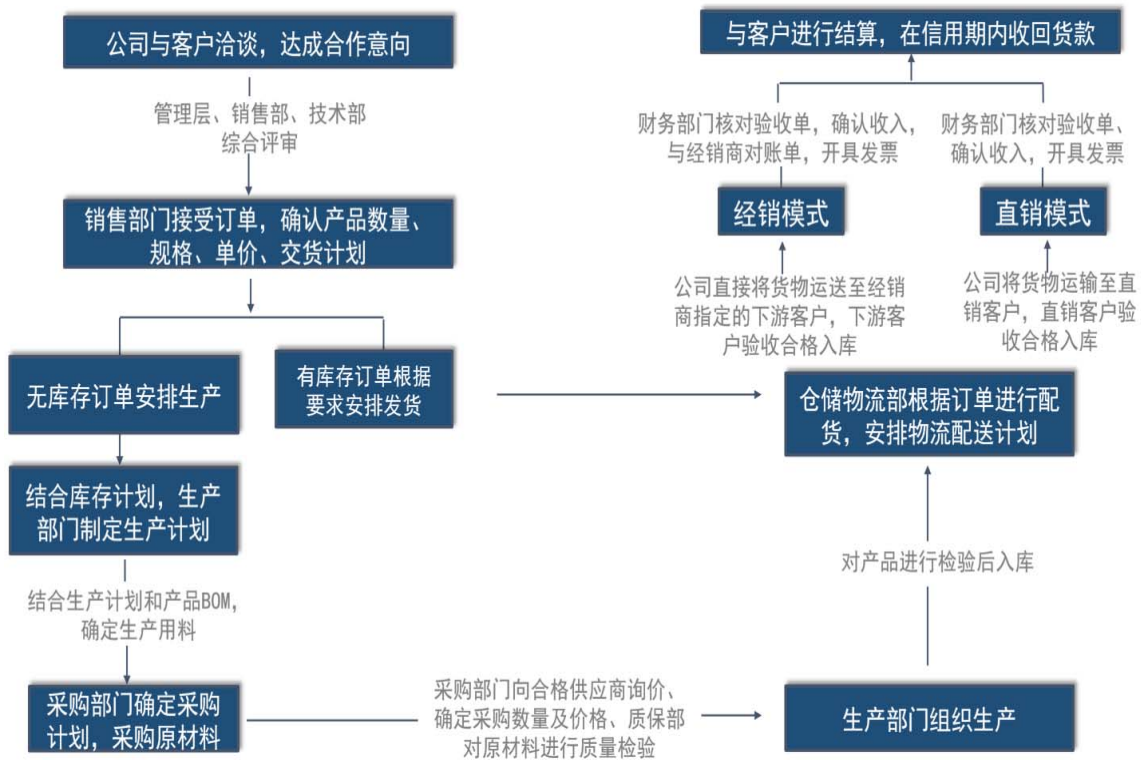 公司与客户洽谈，达成合作意向
管理层、销售部、技术部
综合评审
销售部门接受订单，确认产品数量、
规格、单价、交货计划
无库存订单安排生产
有库存订单根据
要求安排发货
结合库存计划，生产
部门制定生产计划
结合生产计划和产品BOM，
确定生产用料
采购部门确定采购
计划，采购原材料
采购部门向合格供应商询价、
确定采购数量及价格、质保部
对原材料进行质量检验
生产部门组织生产
对产品进行检验后入库
仓储物流部根据订单进行配
货，安排物流配送计划
公司直接将货物运送至经销
商指定的下游客户，下游客
户验收合格入库
公司将货物运输至直
销客户，直销客户验
收合格入库
经销模式
直销模式
财务部门核对验收单，确认收入，
与经销商对账单，开具发票
财务部门核对验收单、
确认收入，开具发票
与客户进行结算，在信用期内收回货款